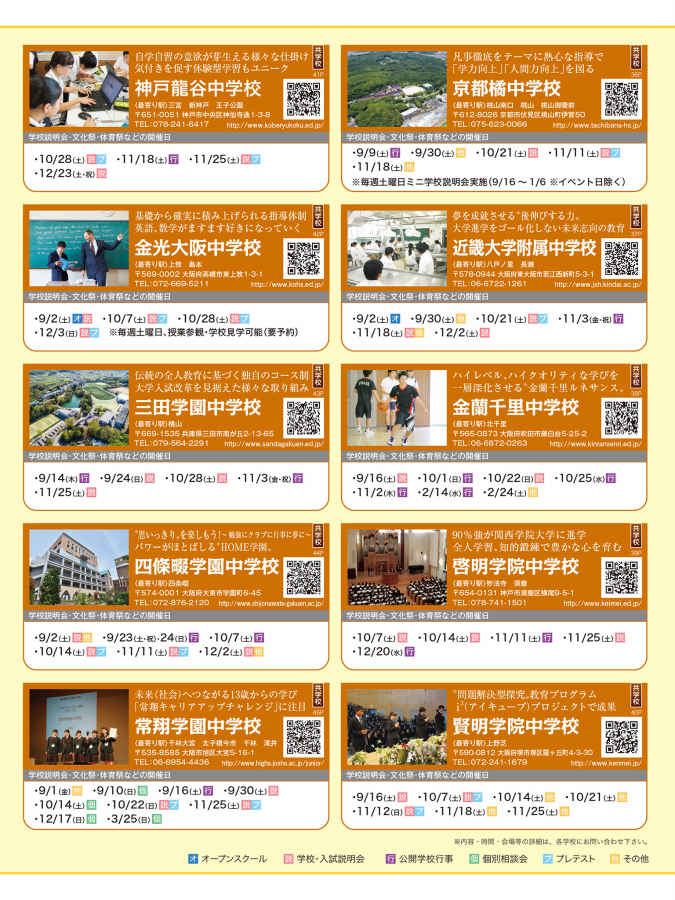 自学自習の意欲が芽生える様々な仕掛け
気付きを促す体験型学習もユニーク
共学校
41P
神戸龍谷中学校
(最寄り駅)三宮 新神戸 王子公園
〒651-0051 神戸市中央区神仙寺通1-3-8
TEL:078-241-6417 http://www.koberyukoku.ed.jp/
学校説明会・文化祭・体育祭などの開催日
・10/28(土) 説 プ ・11/18(土) 行 ・11/25(土) 説 プ
・12/23(土・祝) 説
凡事徹底をテーマに熱心な指導で
「学力向上」「人間力向上」を図る
共学校
36P
京都橘中学校
(最寄り駅)桃山南口 桃山 桃山御陵前
〒612-8026 京都市伏見区桃山町伊賀50
TEL:075-623-0066 http://www.tachibana-hs.jp/
学校説明会・文化祭・体育祭などの開催日
・9/9(土) 行 ・9/30(土) 他 ・10/21(土) 説 ・11/11(土) 説 プ
・11/18(土) 他
※毎週土曜日ミニ学校説明会実施(9/16〜1/6 ※イベント日除く)
基礎から確実に積み上げられる指導体制
英語、数学がますます好きになっていく
共学校
42P
金光大阪中学校
(最寄り駅)上牧 島本
〒569-0002 大阪府高槻市東上牧1-3-1
TEL:072-669-5211 http://www.kohs.ed.jp/
学校説明会・文化祭・体育祭などの開催日
・9/2(土) オ 説 ・10/7(土) 説 プ ・10/28(土) 説 プ
・12/3(日) 説 プ ※毎週土曜日、授業参観・学校見学可能(要予約)
夢を成就させる“後伸びする力〟
大学進学をゴール化しない未来志向の教育
共学校
37P
近畿大学附属中学校
(最寄り駅)八戸ノ里 長瀬
〒578-0944 大阪府東大阪市若江西新町5-3-1
TEL:06-6722-1261 http://www.jsh.kindai.ac.jp/
学校説明会・文化祭・体育祭などの開催日
・9/2(土) オ ・9/30(土) 他 ・10/21(土) 説 プ ・11/3(金・祝) 行
・11/18(土) 説 他 ・12/2(土) 説
伝統の全人教育に基づく独自のコース制
大学入試改革を見据えた様々な取り組み
共学校
43P
三田学園中学校
(最寄り駅)横山
〒669-1535 兵庫県三田市南が丘2-13-65
TEL:079-564-2291 http://www.sandagakuen.ed.jp/
学校説明会・文化祭・体育祭などの開催日
・9/14(木) 行 ・9/24(日) 説 ・10/28(土) 説 ・11/3(金・祝) 行
・11/25(土) 説
ハイレベル、ハイクオリティな学びを
一層深化させる“金蘭千里ルネサンス〟
共学校
38P
金蘭千里中学校
(最寄り駅)北千里
〒565-0873 大阪府吹田市藤白台5-25-2
TEL:06-6872-0263 http://www.kinransenri.ed.jp/
学校説明会・文化祭・体育祭などの開催日
・9/16(土) 説 ・10/1(日) 行 ・10/22(日) 説 ・10/25(水) 行
・11/2(木) 行 ・2/14(水) 行 ・2/24(土) 他
“思いっきり〟を楽しもう!〜勉強にクラブに行事に夢に〜
パワーがほとばしる“HOME学園〟
共学校
44P
四條畷学園中学校
(最寄り駅)四条畷
〒574-0001 大阪府大東市学園町6-45
TEL:072-876-2120 http://www.shijonawate-gakuen.ac.jp/
学校説明会・文化祭・体育祭などの開催日
・9/2(土) 説 他 ・9/23(土・祝)・24(日) 行 ・10/7(土) 行
・10/14(土) 説 プ ・11/11(土) 説 プ ・12/2(土) 説 他
90%強が関西学院大学に進学
全人学習、知的鍛錬で豊かな心を育む
共学校
39P
啓明学院中学校
(最寄り駅)妙法寺 須磨
〒654-0131 神戸市須磨区横尾9-5-1
TEL:078-741-1501 http://www.keimei.ed.jp/
学校説明会・文化祭・体育祭などの開催日
・10/7(土) 説 ・10/14(土) 説 ・11/11(土) 行 ・11/25(土) 説
・12/20(水) 行
未来(社会)へつながる13歳からの学び
「常翔キャリアアップチャレンジ」に注目
共学校
45P
常翔学園中学校
(最寄り駅)千林大宮 太子橋今市 千林 滝井
〒535-8585 大阪市旭区大宮5-16-1
TEL:06-6954-4436 http://www.highs.josho.ac.jp/junior/
学校説明会・文化祭・体育祭などの開催日
・9/1(金) 他 ・9/10(日) 個 ・9/16(土) 行 ・9/30(土) 説
・10/14(土) 個 ・10/22(日) 説 プ ・11/25(土) 説 プ
・12/17(日) 個 ・3/25(日) 個
“問題解決型探究〟教育プログラム
i³(アイキューブ)プロジェクトで成果
共学校
40P
賢明学院中学校
(最寄り駅)上野芝
〒590-0812 大阪府堺市堺区霞ヶ丘町4-3-30
TEL:072-241-1679 http://www.kenmei.jp/
学校説明会・文化祭・体育祭などの開催日
・9/16(土) 説 ・10/7(土) 説 プ ・10/14(土) 他 ・10/21(土) 他
・11/12(日) 説 プ ・11/18(土) 他 ・11/25(土) 他
※内容・時間・会場等の詳細は、各学校にお問い合わせ下さい。
オ オープンスクール 説 学校・入試説明会 行 公開学校行事 個 個別相談会 プ プレテスト 他 その他